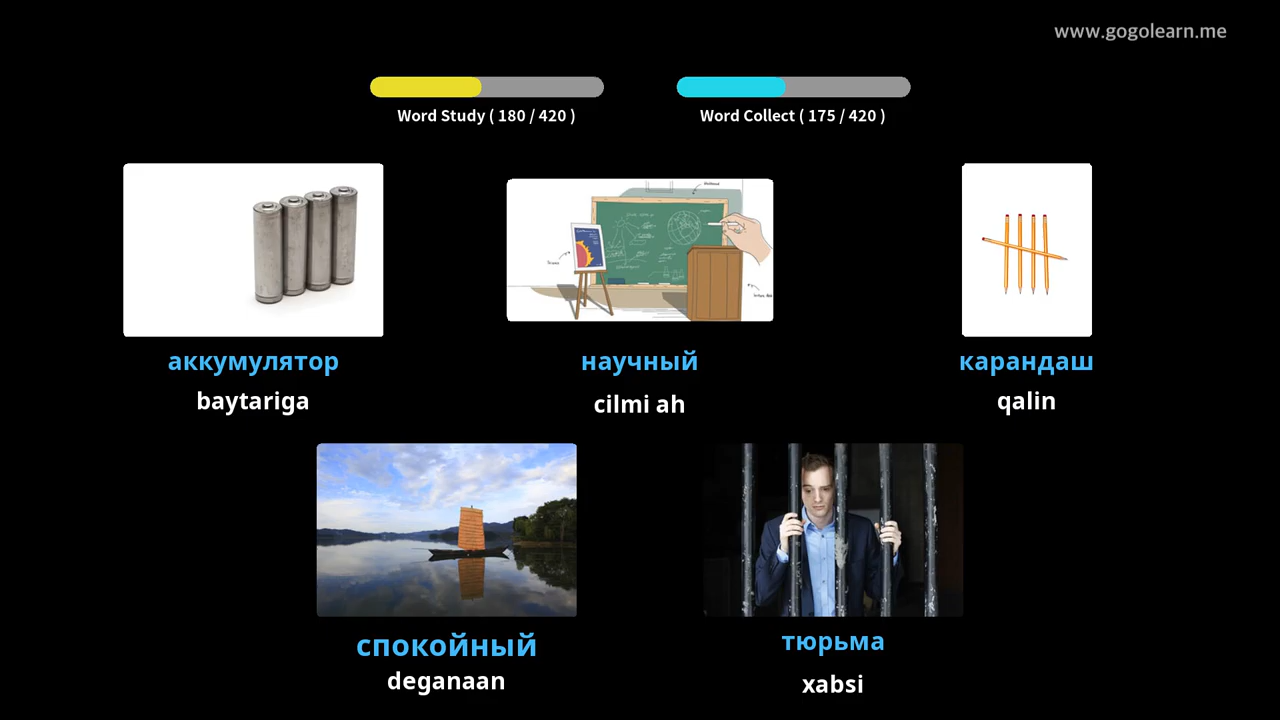 www.gogolearn.me
Word Study ( 180 / 420 )
Word Collect ( 175 / 420 )
аккумулятор
baytariga
научный
cilmi ah
карандаш
qalin
спокойный
deganaan
тюрьма
xabsi